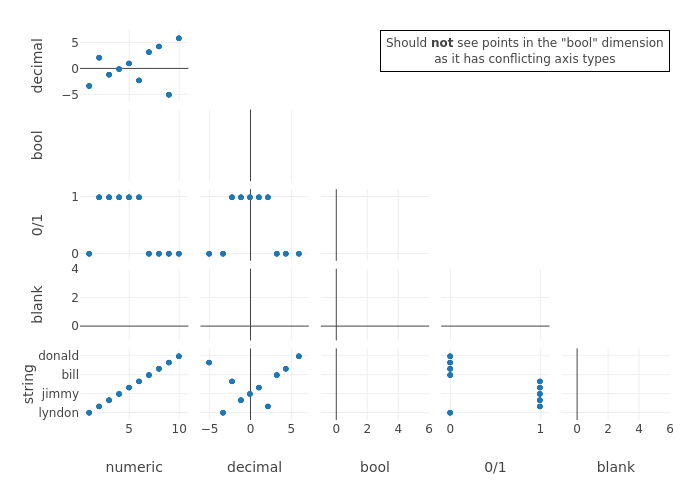 Should not see points in the "bool" dimension
as it has conflicting axis types
decimal
5
0
−5
bool
0/1
1
0
blank
4
2
0
string
donald
bill
jimmy
lyndon
5 10
−5 0 5
0 2 4 6
0 1
0 2 4 6
numeric decimal bool 0/1 blank